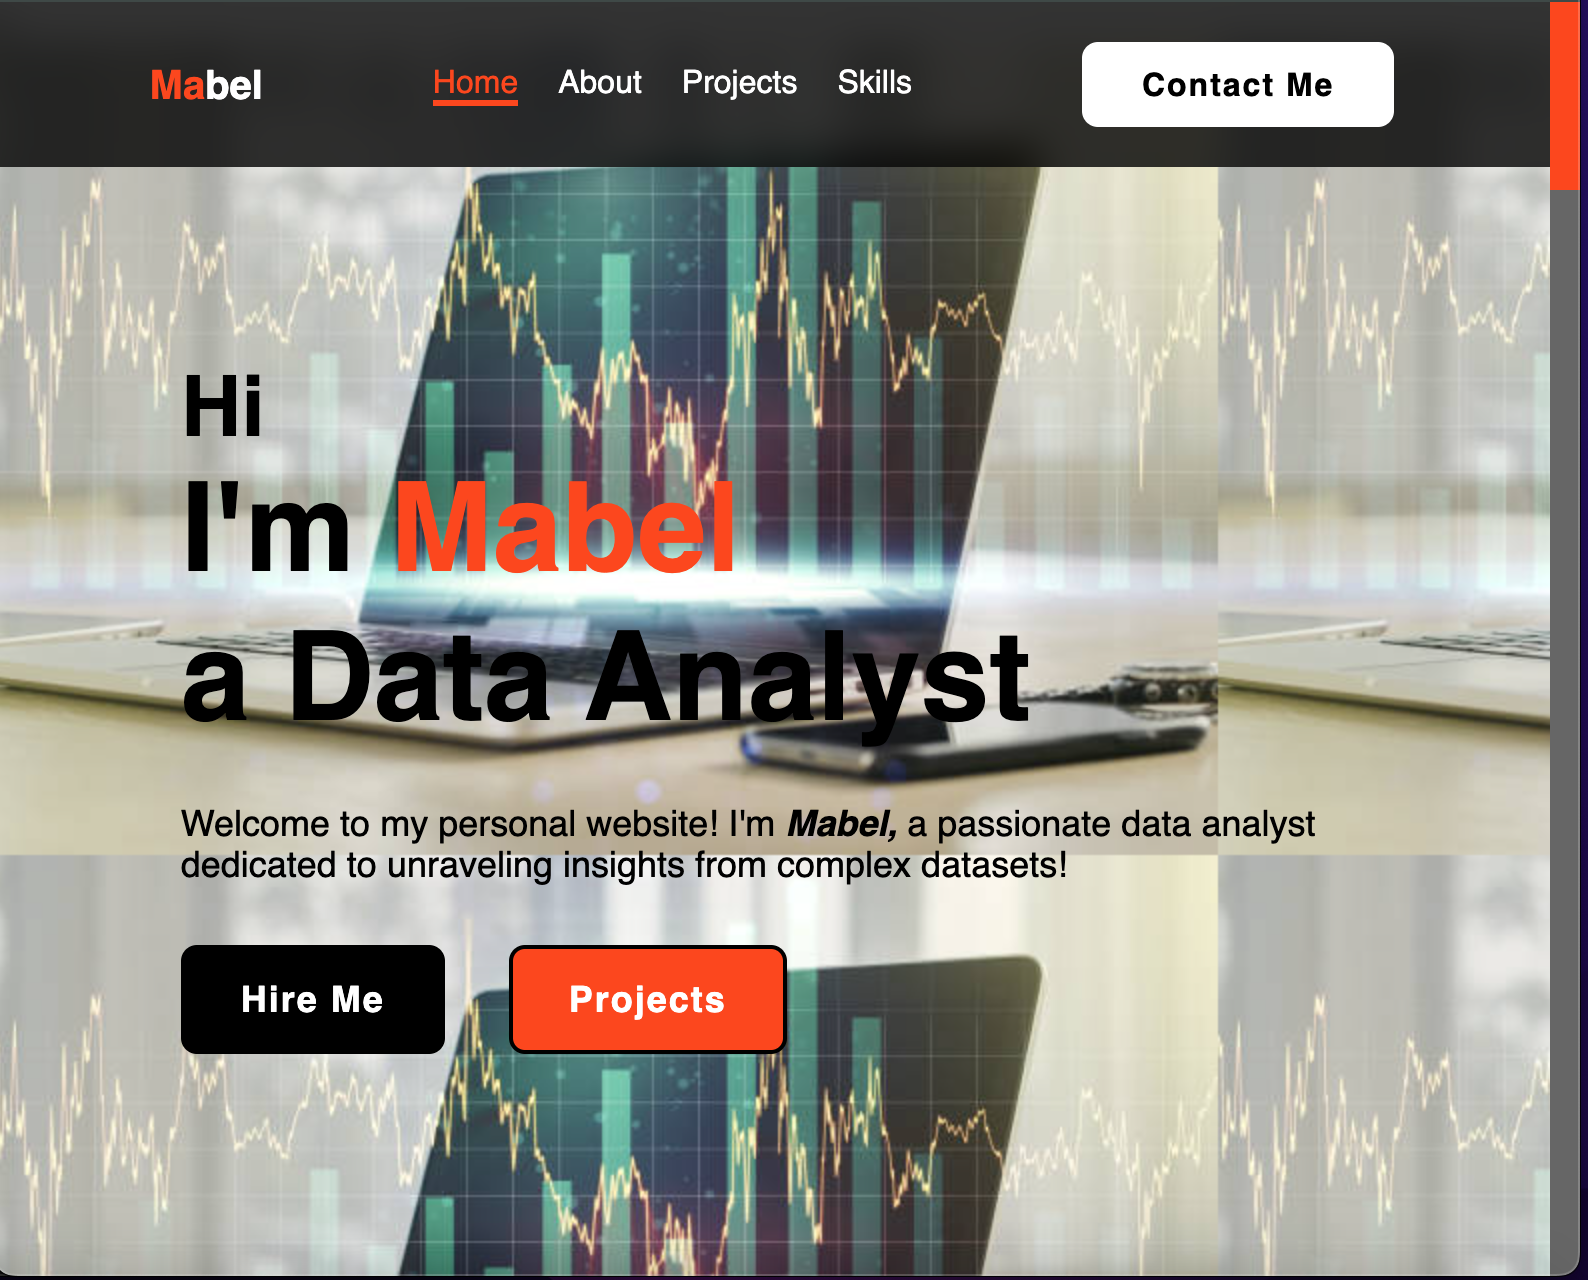 Mabel
Home About Projects Skills
Contact Me
Hi
I'm Mabel
a Data Analyst
Welcome to my personal website! I'm Mabel, a passionate data analyst
dedicated to unraveling insights from complex datasets!
Hire Me
Projects